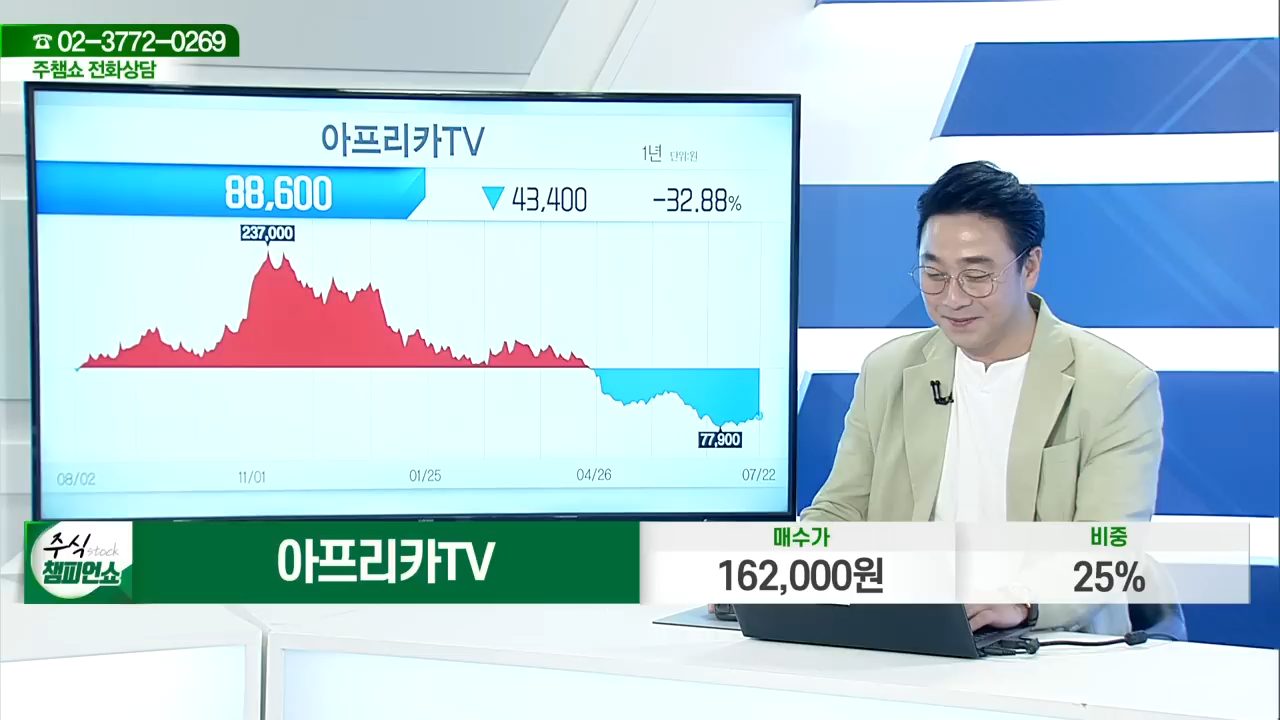 ☎ 02-3772-0269
주챔쇼 전화상담
아프리카TV
1년 단위:원
88,600 ▼ 43,400 -32.88%
237,000
77,900
08/02 11/01 01/25 04/26 07/22
주식 stock
챔피언쇼
아프리카TV
매수가 비중
162,000원 25%